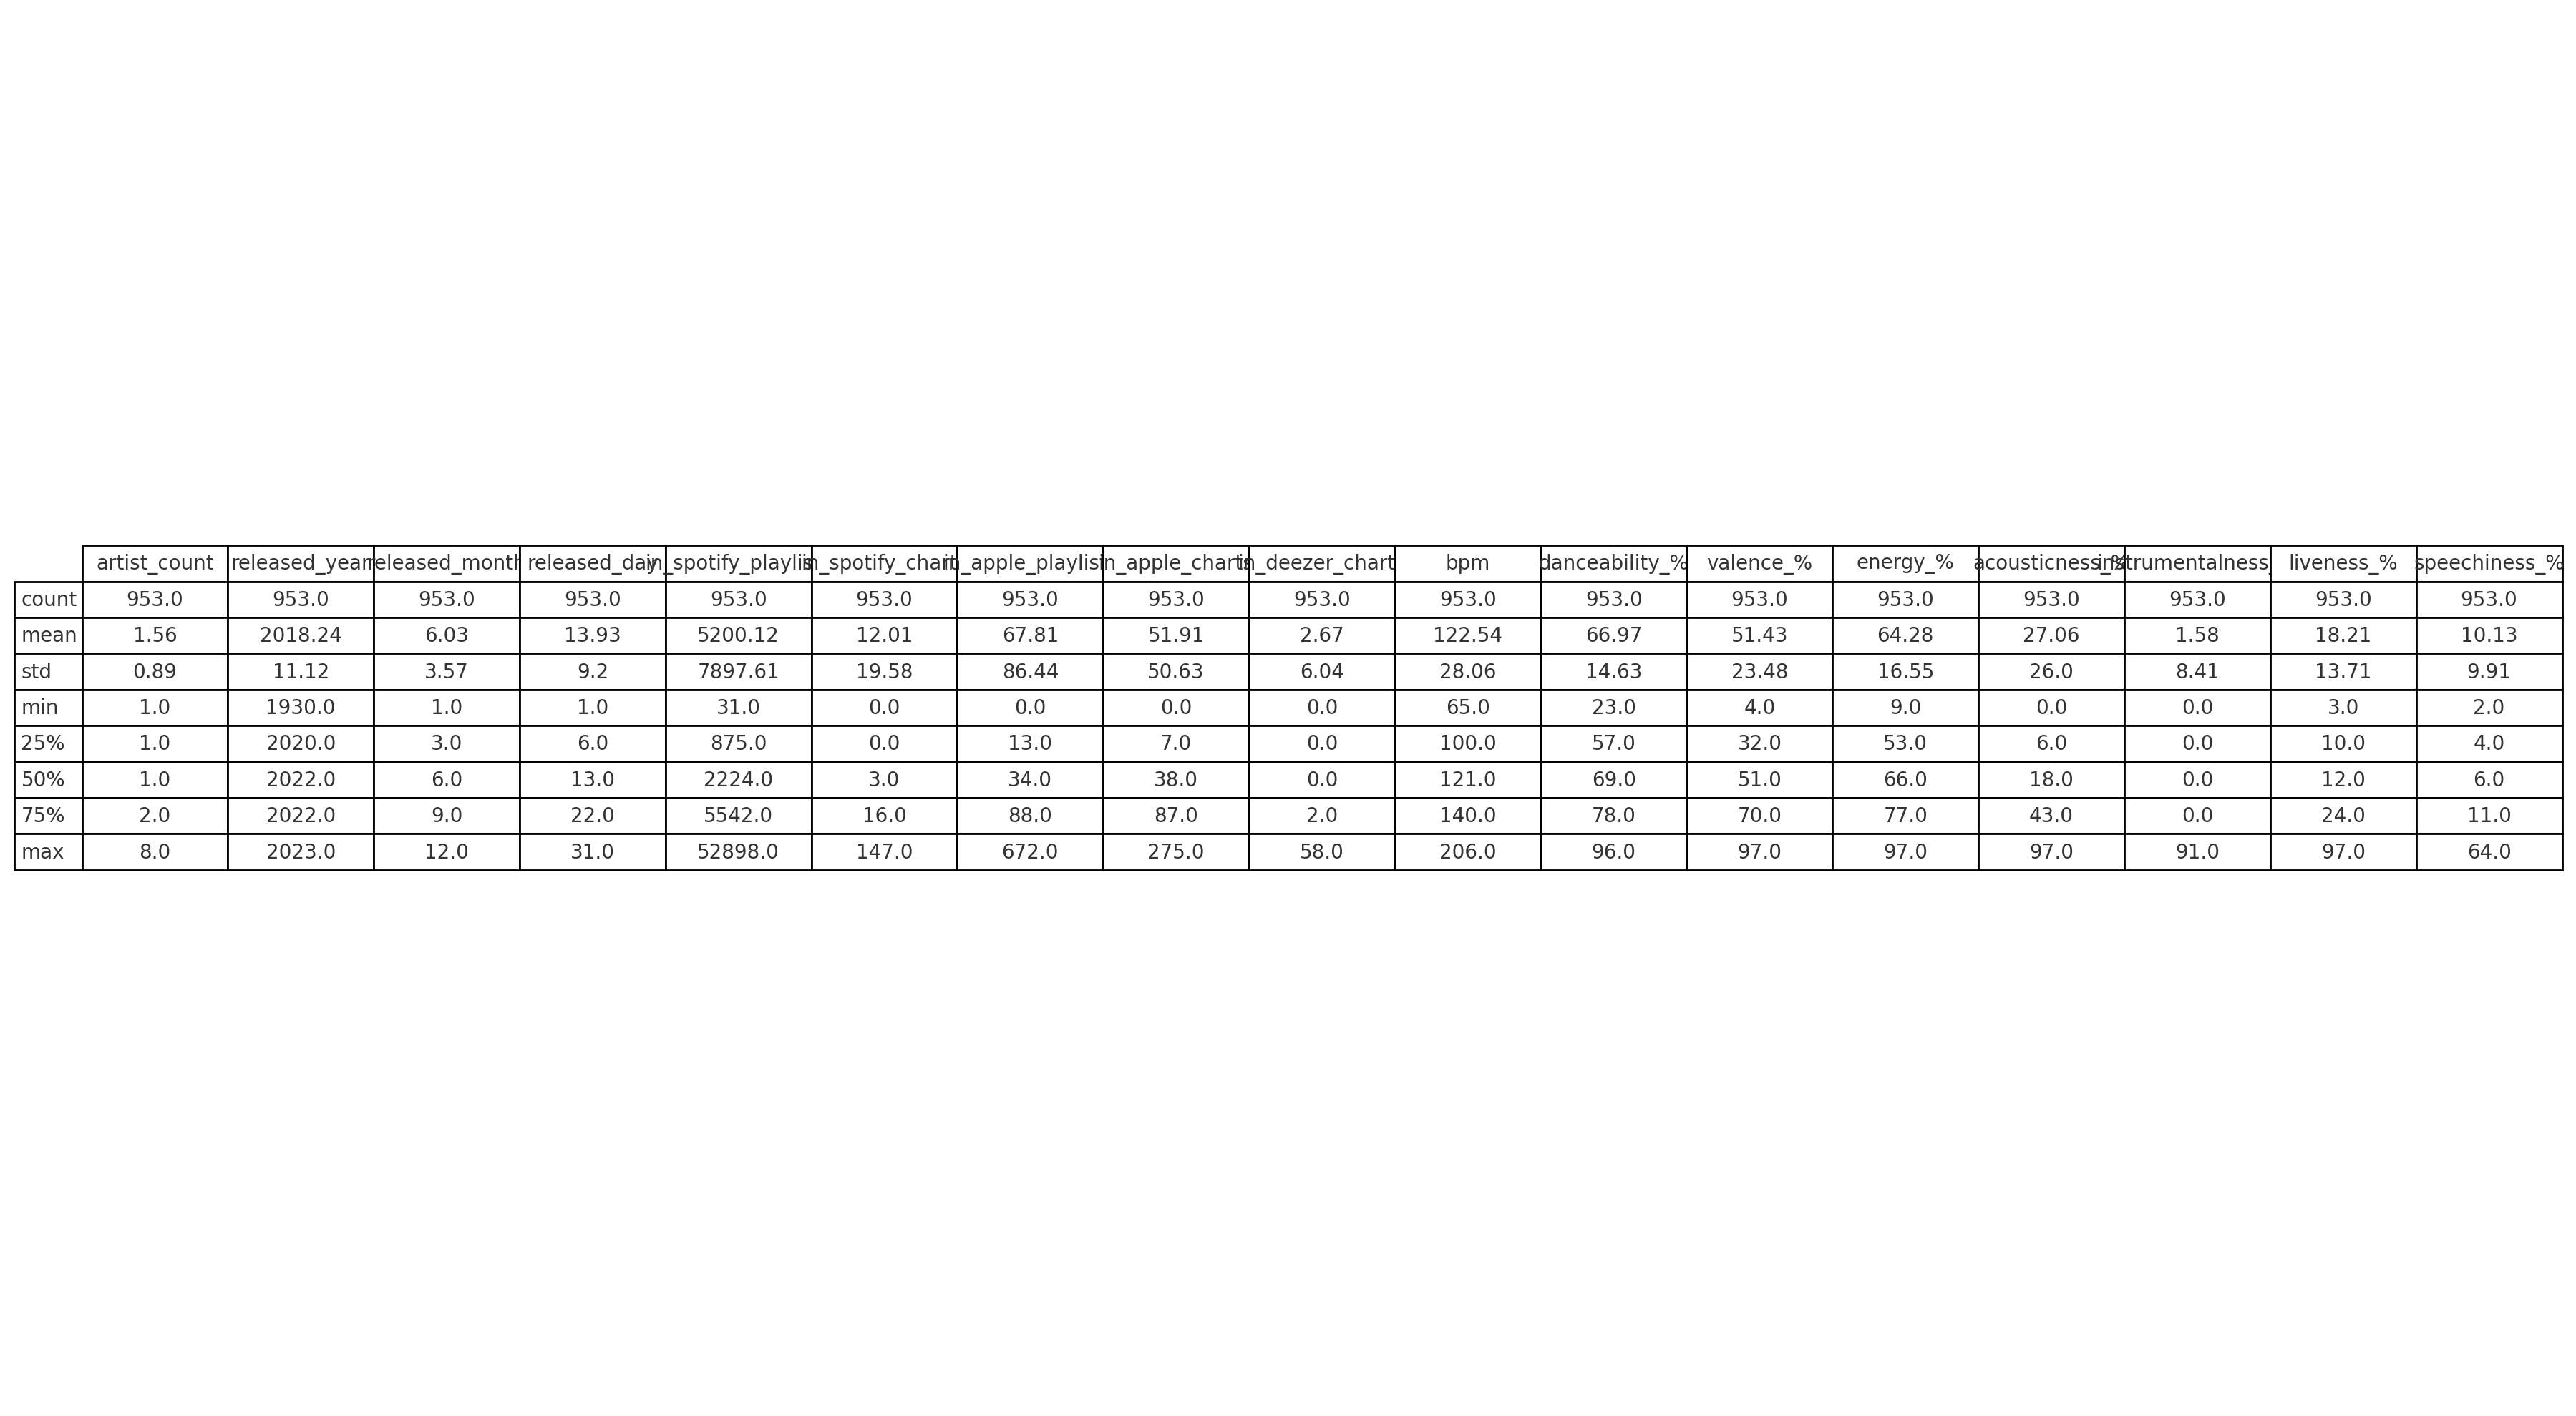 artist_count released_year released_month released_day in_spotify_playlis in_spotify_chart in_apple_playlis in_apple_charts in_deezer_chart bpm danceability_% valence_% energy_% acousticness_% instrumentalness_ liveness_% speechiness_%
count 953.0 953.0 953.0 953.0 953.0 953.0 953.0 953.0 953.0 953.0 953.0 953.0 953.0 953.0 953.0 953.0 953.0
mean 1.56 2018.24 6.03 13.93 5200.12 12.01 67.81 51.91 2.67 122.54 66.97 51.43 64.28 27.06 1.58 18.21 10.13
std 0.89 11.12 3.57 9.2 7897.61 19.58 86.44 50.63 6.04 28.06 14.63 23.48 16.55 26.0 8.41 13.71 9.91
min 1.0 1930.0 1.0 1.0 31.0 0.0 0.0 0.0 0.0 65.0 23.0 4.0 9.0 0.0 0.0 3.0 2.0
25% 1.0 2020.0 3.0 6.0 875.0 0.0 13.0 7.0 0.0 100.0 57.0 32.0 53.0 6.0 0.0 10.0 4.0
50% 1.0 2022.0 6.0 13.0 2224.0 3.0 34.0 38.0 0.0 121.0 69.0 51.0 66.0 18.0 0.0 12.0 6.0
75% 2.0 2022.0 9.0 22.0 5542.0 16.0 88.0 87.0 2.0 140.0 78.0 70.0 77.0 43.0 0.0 24.0 11.0
max 8.0 2023.0 12.0 31.0 52898.0 147.0 672.0 275.0 58.0 206.0 96.0 97.0 97.0 97.0 91.0 97.0 64.0